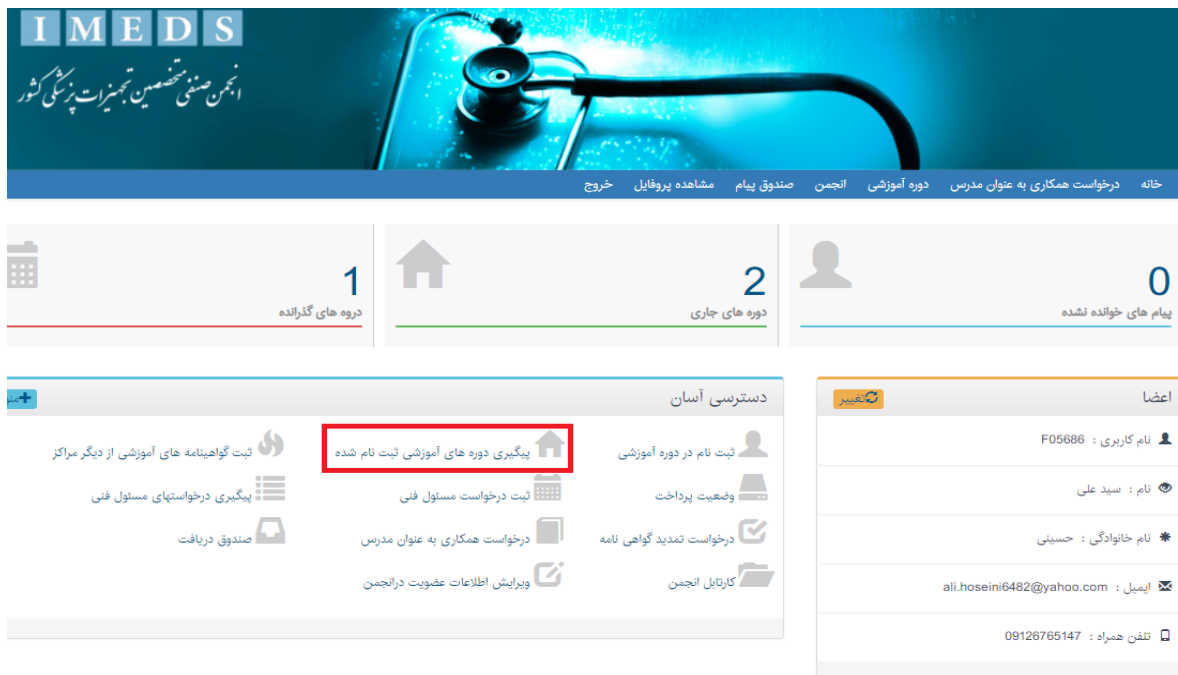 IMEDS
انجمن صنفی متخصصین تجهیزات پزشکی کشور
خانه درخواست همکاری به عنوان مدرس دوره آموزشی انجمن صندوق پیام مشاهده پروفایل خروج
0
پیام های خوانده نشده
2
دوره های جاری
1
دروه های گذرانده
اعضا
تغییر
نام کاربری : F05686
نام : سید علی
نام خانوادگی : حسینی
ایمیل : ali.hoseini6482@yahoo.com
تلفن همراه : 09126765147
دسترسی آسان
ثبت نام در دوره آموزشی پیگیری دوره های آموزشی ثبت نام شده ثبت گواهینامه های آموزشی از دیگر مراکز
وضعیت پرداخت ثبت درخواست مسئول فنی پیگیری درخواستهای مسئول فنی
درخواست تمدید گواهی نامه درخواست همکاری به عنوان مدرس صندوق دریافت
کارتابل انجمن ویرایش اطلاعات عضویت درانجمن